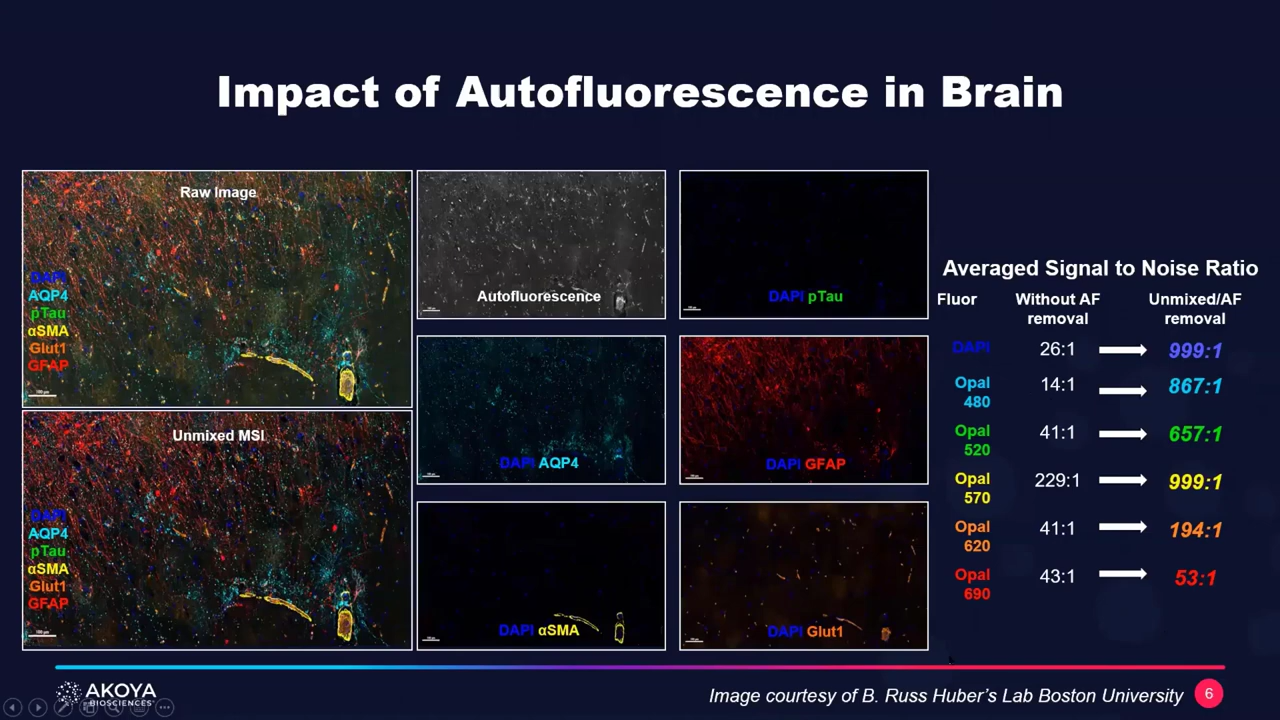 Impact of Autofluorescence in Brain
Raw Image
DAPI
AQP4
pTau
αSMA
Glut1
GFAP
Unmixed MSI
DAPI
AQP4
pTau
αSMA
Glut1
GFAP
Autofluorescence
DAPI pTau
DAPI AQP4
DAPI GFAP
DAPI αSMA
DAPI Glut1
Averaged Signal to Noise Ratio
Fluor Without AF removal Unmixed/AF removal
DAPI 26:1 999:1
Opal 480 14:1 867:1
Opal 520 41:1 657:1
Opal 570 229:1 999:1
Opal 620 41:1 194:1
Opal 690 43:1 53:1
AKOYA
BIOSCIENCES
Image courtesy of B. Russ Huber's Lab Boston University
6